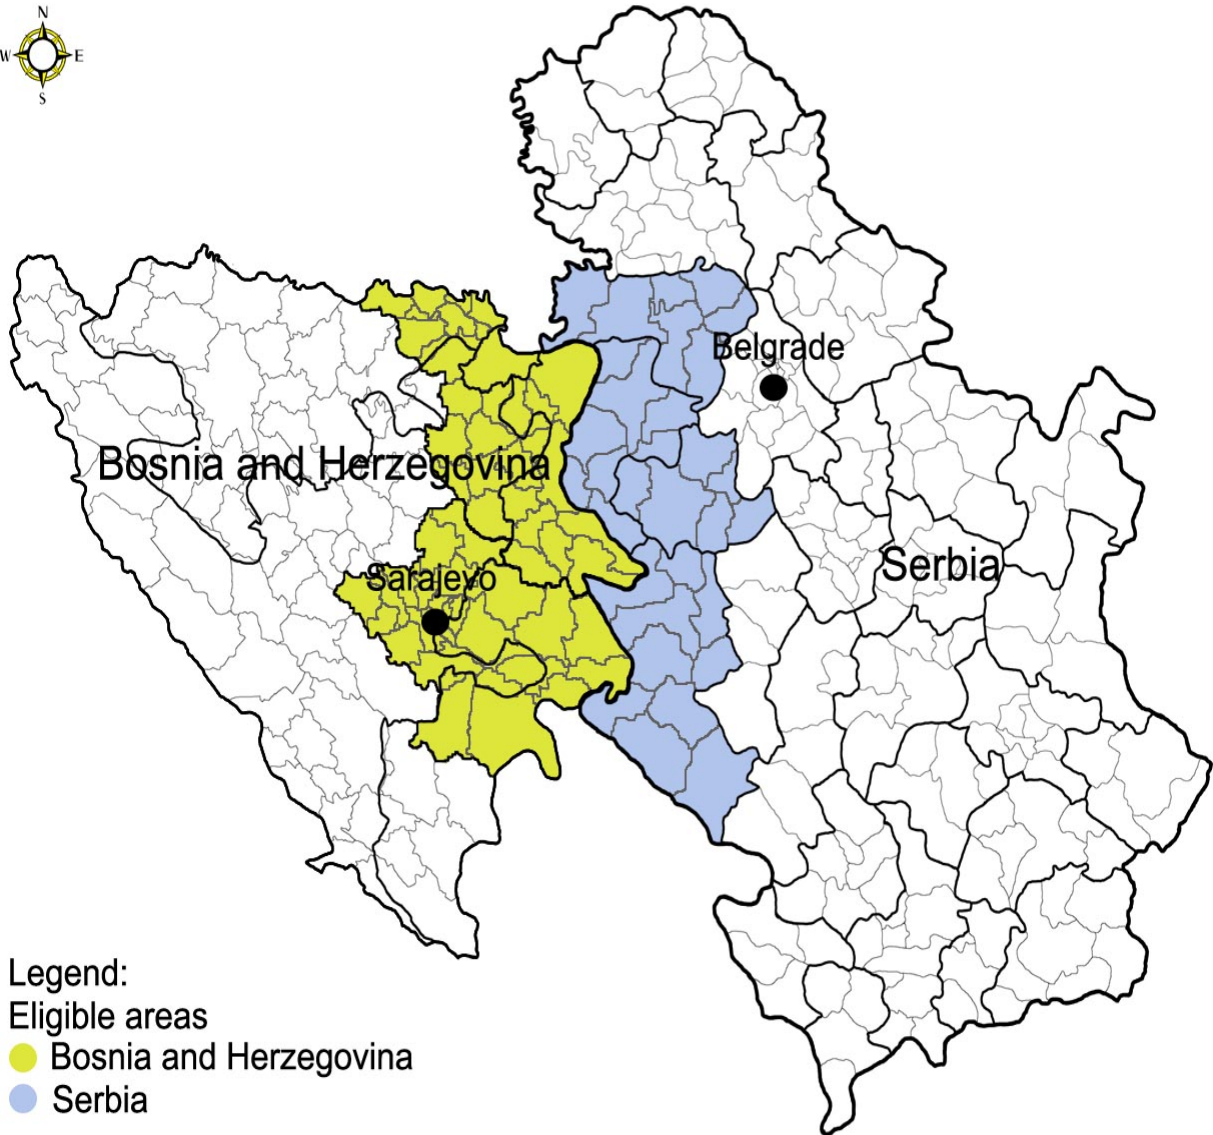 N
W E
S
Belgrade
Bosnia and Herzegovina
Serbia
Sarajevo
Legend:
Eligible areas
Bosnia and Herzegovina
Serbia